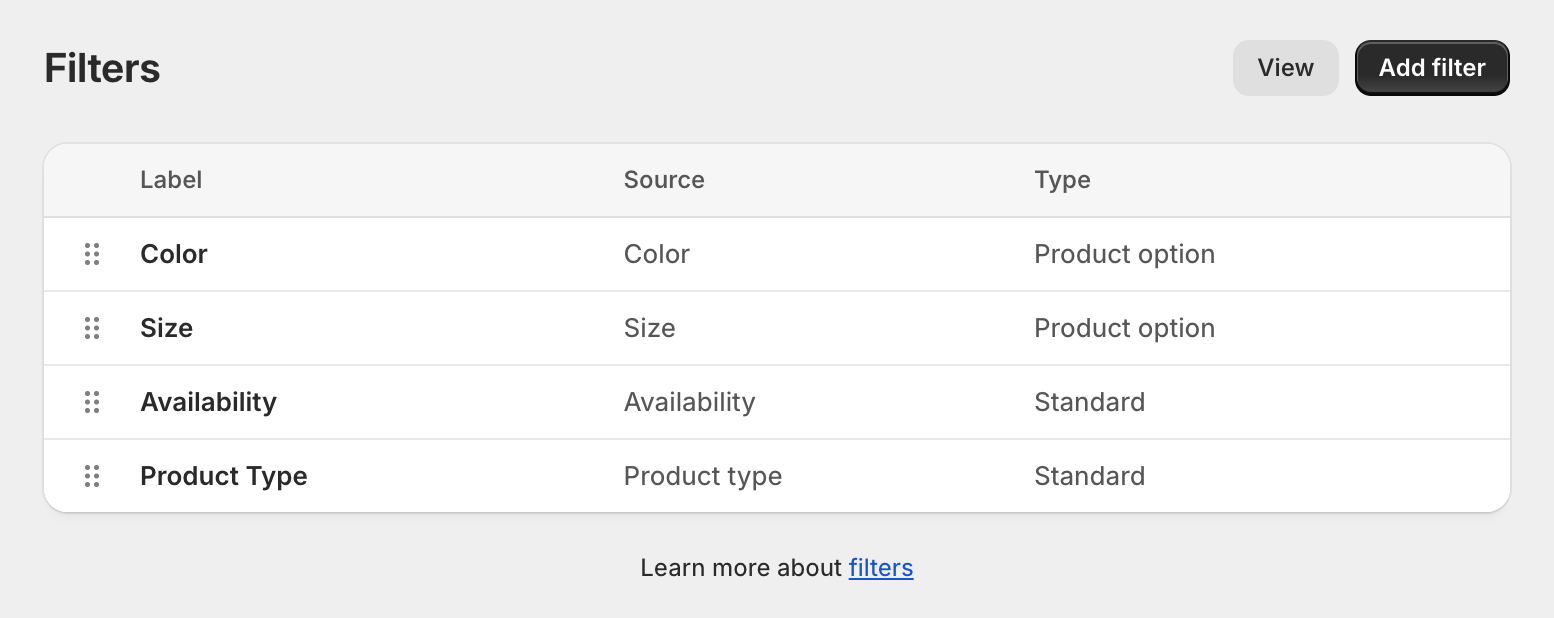 Filters
View
Add filter
Label Source Type
Color Color Product option
Size Size Product option
Availability Availability Standard
Product Type Product type Standard
Learn more about filters